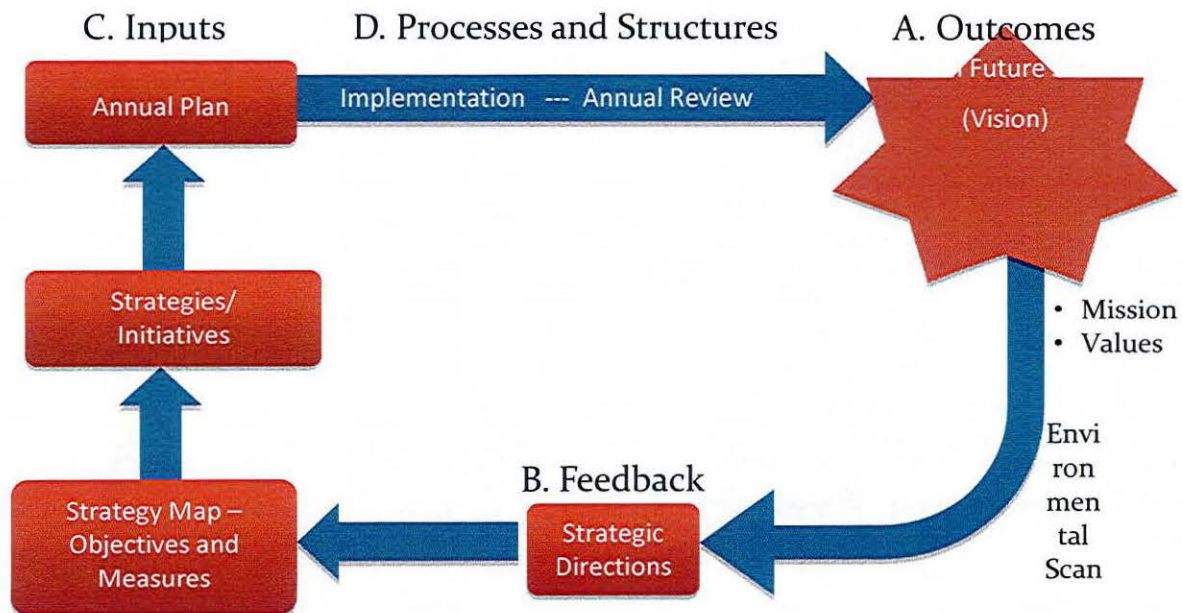 C. Inputs
D. Processes and Structures
A. Outcomes
Annual Plan
Implementation --- Annual Review
Future
(Vision)
Strategies/
Initiatives
• Mission
• Values
Envi
ron
men
tal
Scan
B. Feedback
Strategy Map –
Objectives and
Measures
Strategic
Directions